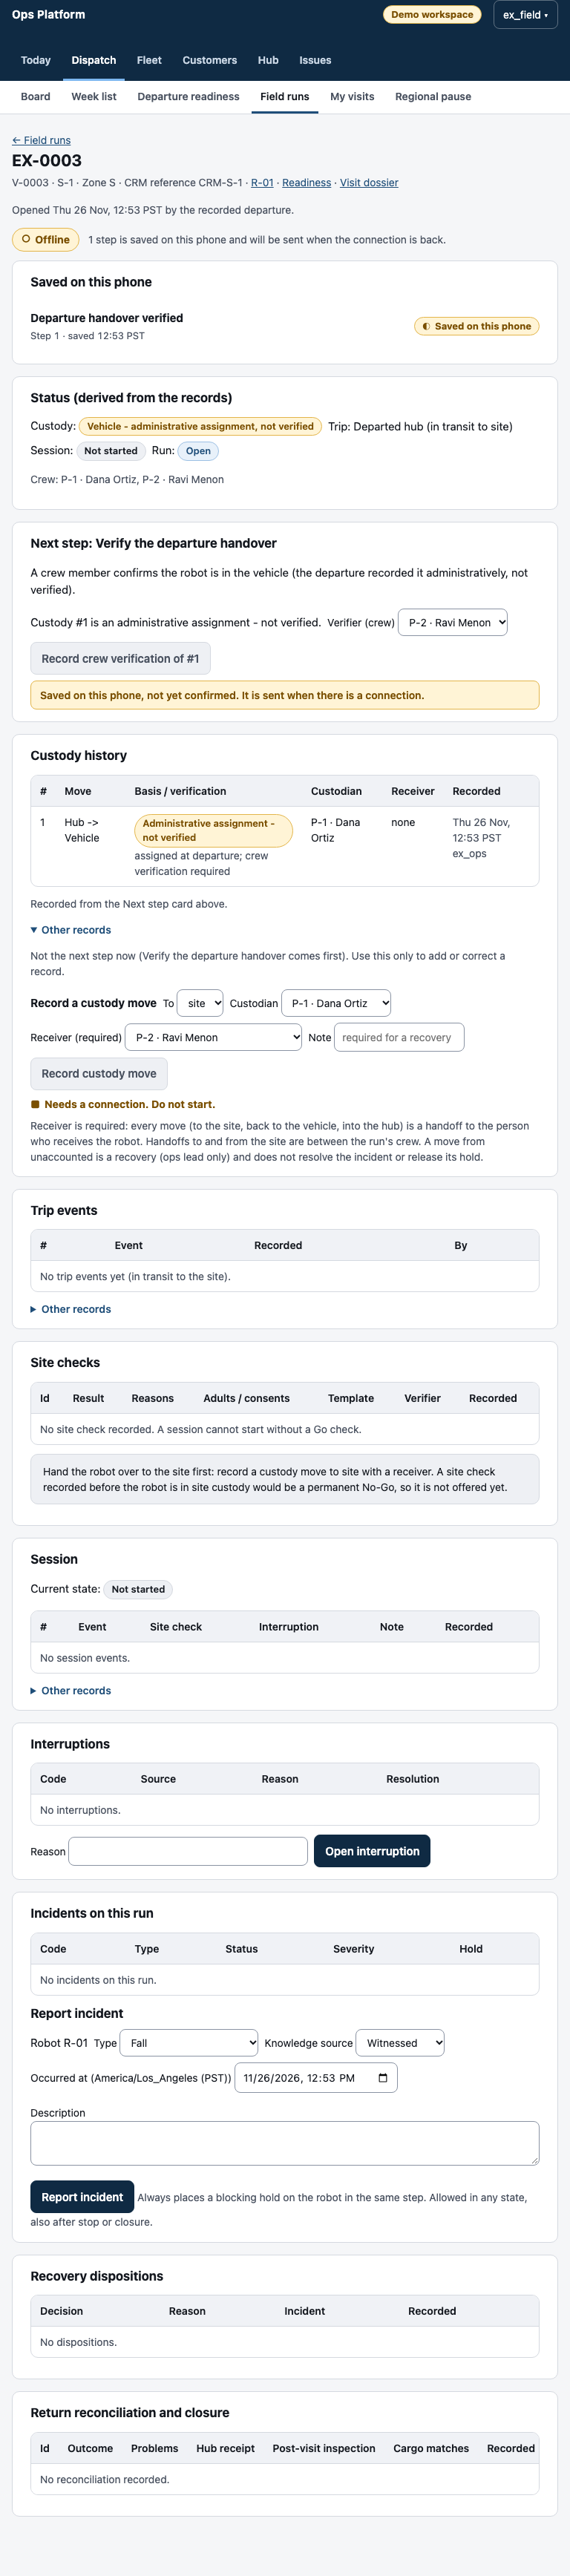 Ops Platform
Demo workspace
ex_field ▾
Today Dispatch Fleet Customers Hub Issues
Board Week list Departure readiness Field runs My visits Regional pause
← Field runs
EX-0003
V-0003 · S-1 · Zone S · CRM reference CRM-S-1 · R-01 · Readiness · Visit dossier
Opened Thu 26 Nov, 12:53 PST by the recorded departure.
Offline 1 step is saved on this phone and will be sent when the connection is back.
Saved on this phone
Departure handover verified
Step 1 · saved 12:53 PST
Saved on this phone
Status (derived from the records)
Custody: Vehicle - administrative assignment, not verified Trip: Departed hub (in transit to site)
Session: Not started Run: Open
Crew: P-1 · Dana Ortiz, P-2 · Ravi Menon
Next step: Verify the departure handover
A crew member confirms the robot is in the vehicle (the departure recorded it administratively, not
verified).
Custody #1 is an administrative assignment - not verified. Verifier (crew) P-2 · Ravi Menon
Record crew verification of #1
Saved on this phone, not yet confirmed. It is sent when there is a connection.
Custody history
# Move Basis / verification Custodian Receiver Recorded
1 Hub -> Vehicle
Administrative assignment - not verified
assigned at departure; crew verification required
P-1 · Dana Ortiz
none
Thu 26 Nov, 12:53 PST ex_ops
Recorded from the Next step card above.
▼ Other records
Not the next step now (Verify the departure handover comes first). Use this only to add or correct a
record.
Record a custody move To site Custodian P-1 · Dana Ortiz
Receiver (required) P-2 · Ravi Menon Note required for a recovery
Record custody move
Needs a connection. Do not start.
Receiver is required: every move (to the site, back to the vehicle, into the hub) is a handoff to the person
who receives the robot. Handoffs to and from the site are between the run's crew. A move from
unaccounted is a recovery (ops lead only) and does not resolve the incident or release its hold.
Trip events
# Event Recorded By
No trip events yet (in transit to the site).
▶ Other records
Site checks
Id Result Reasons Adults / consents Template Verifier Recorded
No site check recorded. A session cannot start without a Go check.
Hand the robot over to the site first: record a custody move to site with a receiver. A site check
recorded before the robot is in site custody would be a permanent No-Go, so it is not offered yet.
Session
Current state: Not started
# Event Site check Interruption Note Recorded
No session events.
▶ Other records
Interruptions
Code Source Reason Resolution
No interruptions.
Reason Open interruption
Incidents on this run
Code Type Status Severity Hold
No incidents on this run.
Report incident
Robot R-01 Type Fall Knowledge source Witnessed
Occurred at (America/Los_Angeles (PST)) 11/26/2026, 12:53 PM
Description
Report incident Always places a blocking hold on the robot in the same step. Allowed in any state,
also after stop or closure.
Recovery dispositions
Decision Reason Incident Recorded
No dispositions.
Return reconciliation and closure
Id Outcome Problems Hub receipt Post-visit inspection Cargo matches Recorded
No reconciliation recorded.